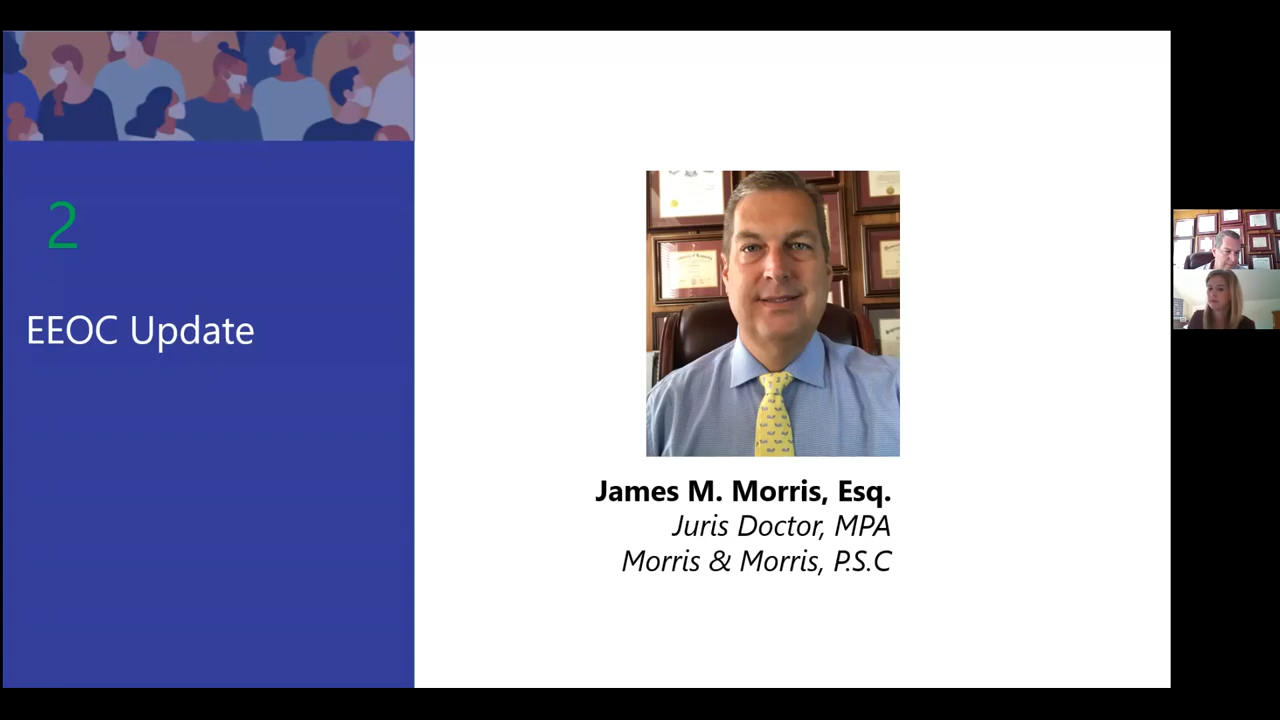 2
EEOC Update
James M. Morris, Esq.
Juris Doctor, MPA
Morris & Morris, P.S.C